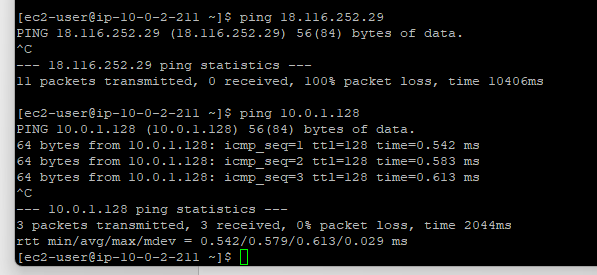 [ec2-user@ip-10-0-2-211 ~]$ ping 18.116.252.29
PING 18.116.252.29 (18.116.252.29) 56(84) bytes of data.
^C
--- 18.116.252.29 ping statistics ---
11 packets transmitted, 0 received, 100% packet loss, time 10406ms
[ec2-user@ip-10-0-2-211 ~]$ ping 10.0.1.128
PING 10.0.1.128 (10.0.1.128) 56(84) bytes of data.
64 bytes from 10.0.1.128: icmp_seq=1 ttl=128 time=0.542 ms
64 bytes from 10.0.1.128: icmp_seq=2 ttl=128 time=0.583 ms
64 bytes from 10.0.1.128: icmp_seq=3 ttl=128 time=0.613 ms
^C
--- 10.0.1.128 ping statistics ---
3 packets transmitted, 3 received, 0% packet loss, time 2044ms
rtt min/avg/max/mdev = 0.542/0.579/0.613/0.029 ms
[ec2-user@ip-10-0-2-211 ~]$